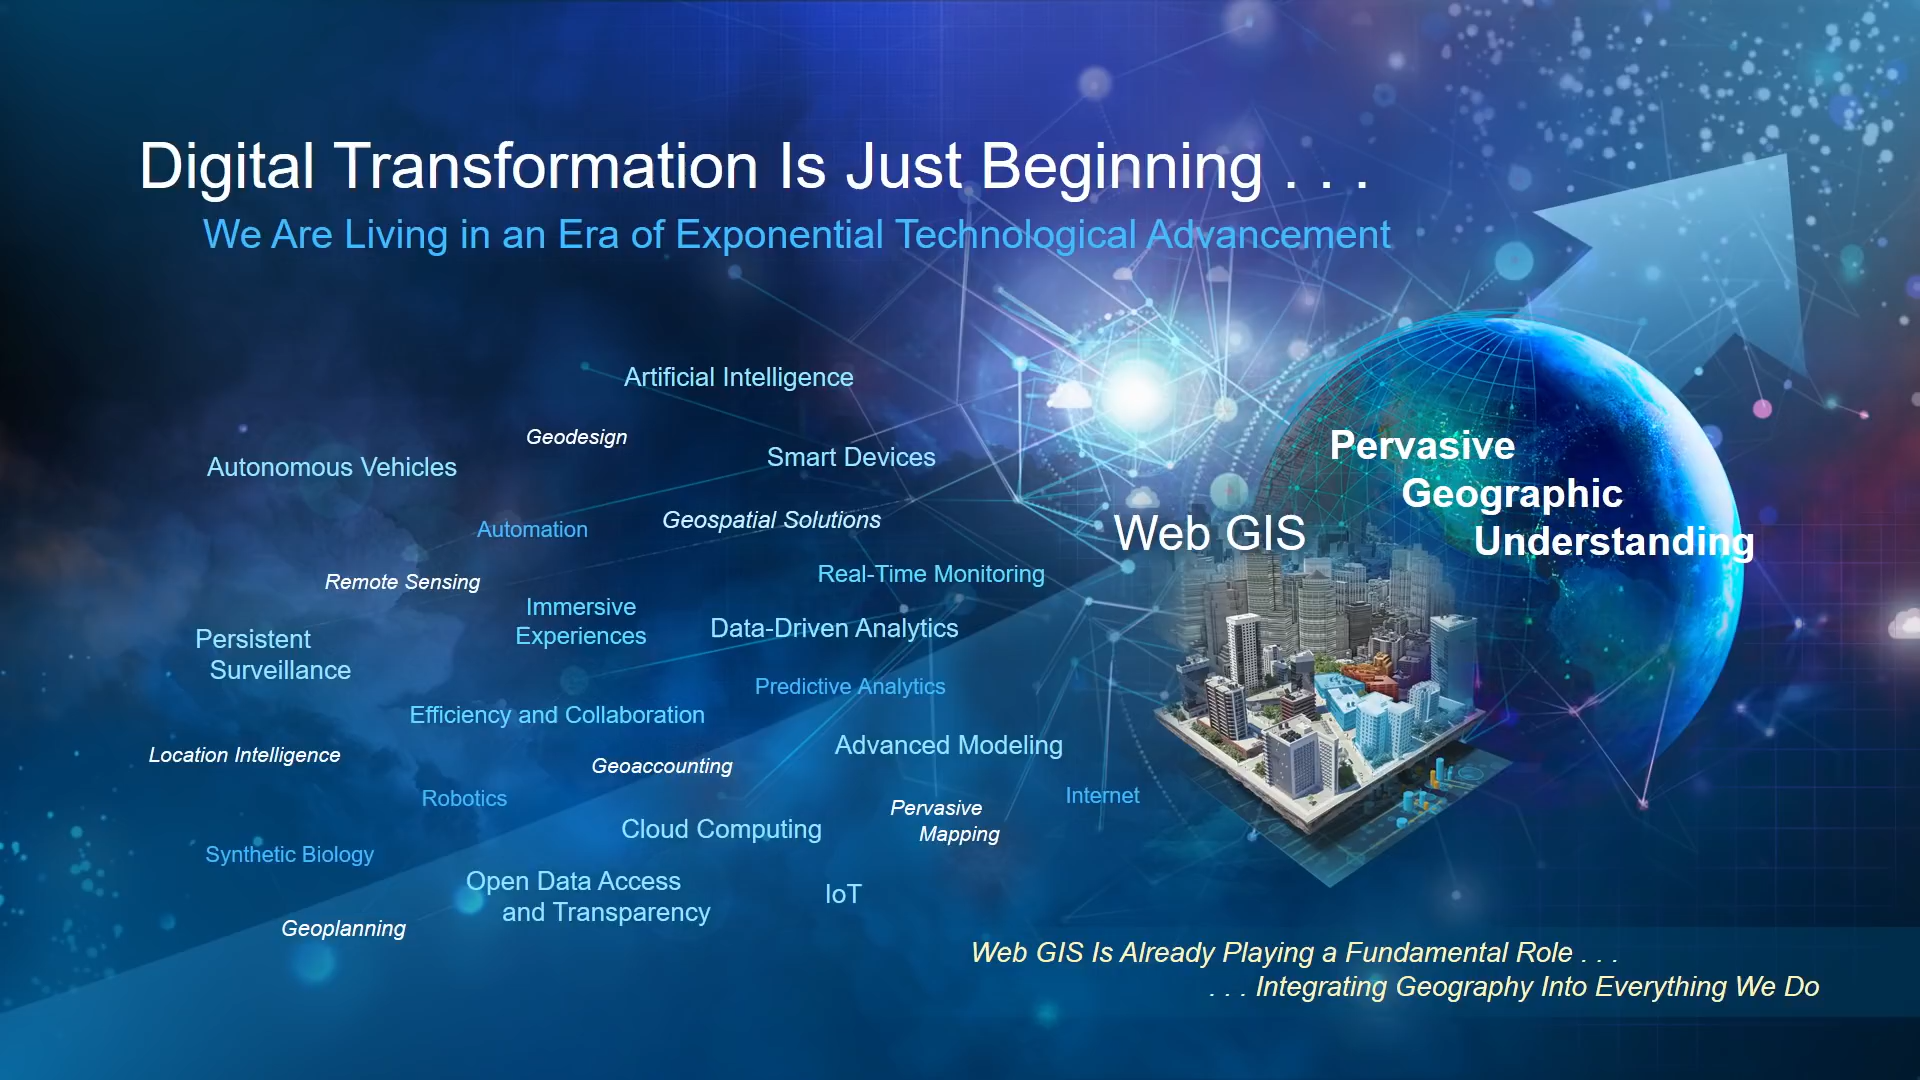 Digital Transformation Is Just Beginning . . .
We Are Living in an Era of Exponential Technological Advancement
Artificial Intelligence
Geodesign
Autonomous Vehicles
Smart Devices
Automation
Geospatial Solutions
Remote Sensing
Real-Time Monitoring
Immersive
Experiences
Data-Driven Analytics
Persistent
Surveillance
Predictive Analytics
Efficiency and Collaboration
Location Intelligence
Geoaccounting
Advanced Modeling
Robotics
Internet
Pervasive
Mapping
Cloud Computing
Synthetic Biology
Open Data Access
and Transparency
IoT
Geoplanning
Web GIS
Pervasive
Geographic
Understanding
Web GIS Is Already Playing a Fundamental Role . . .
. . . Integrating Geography Into Everything We Do